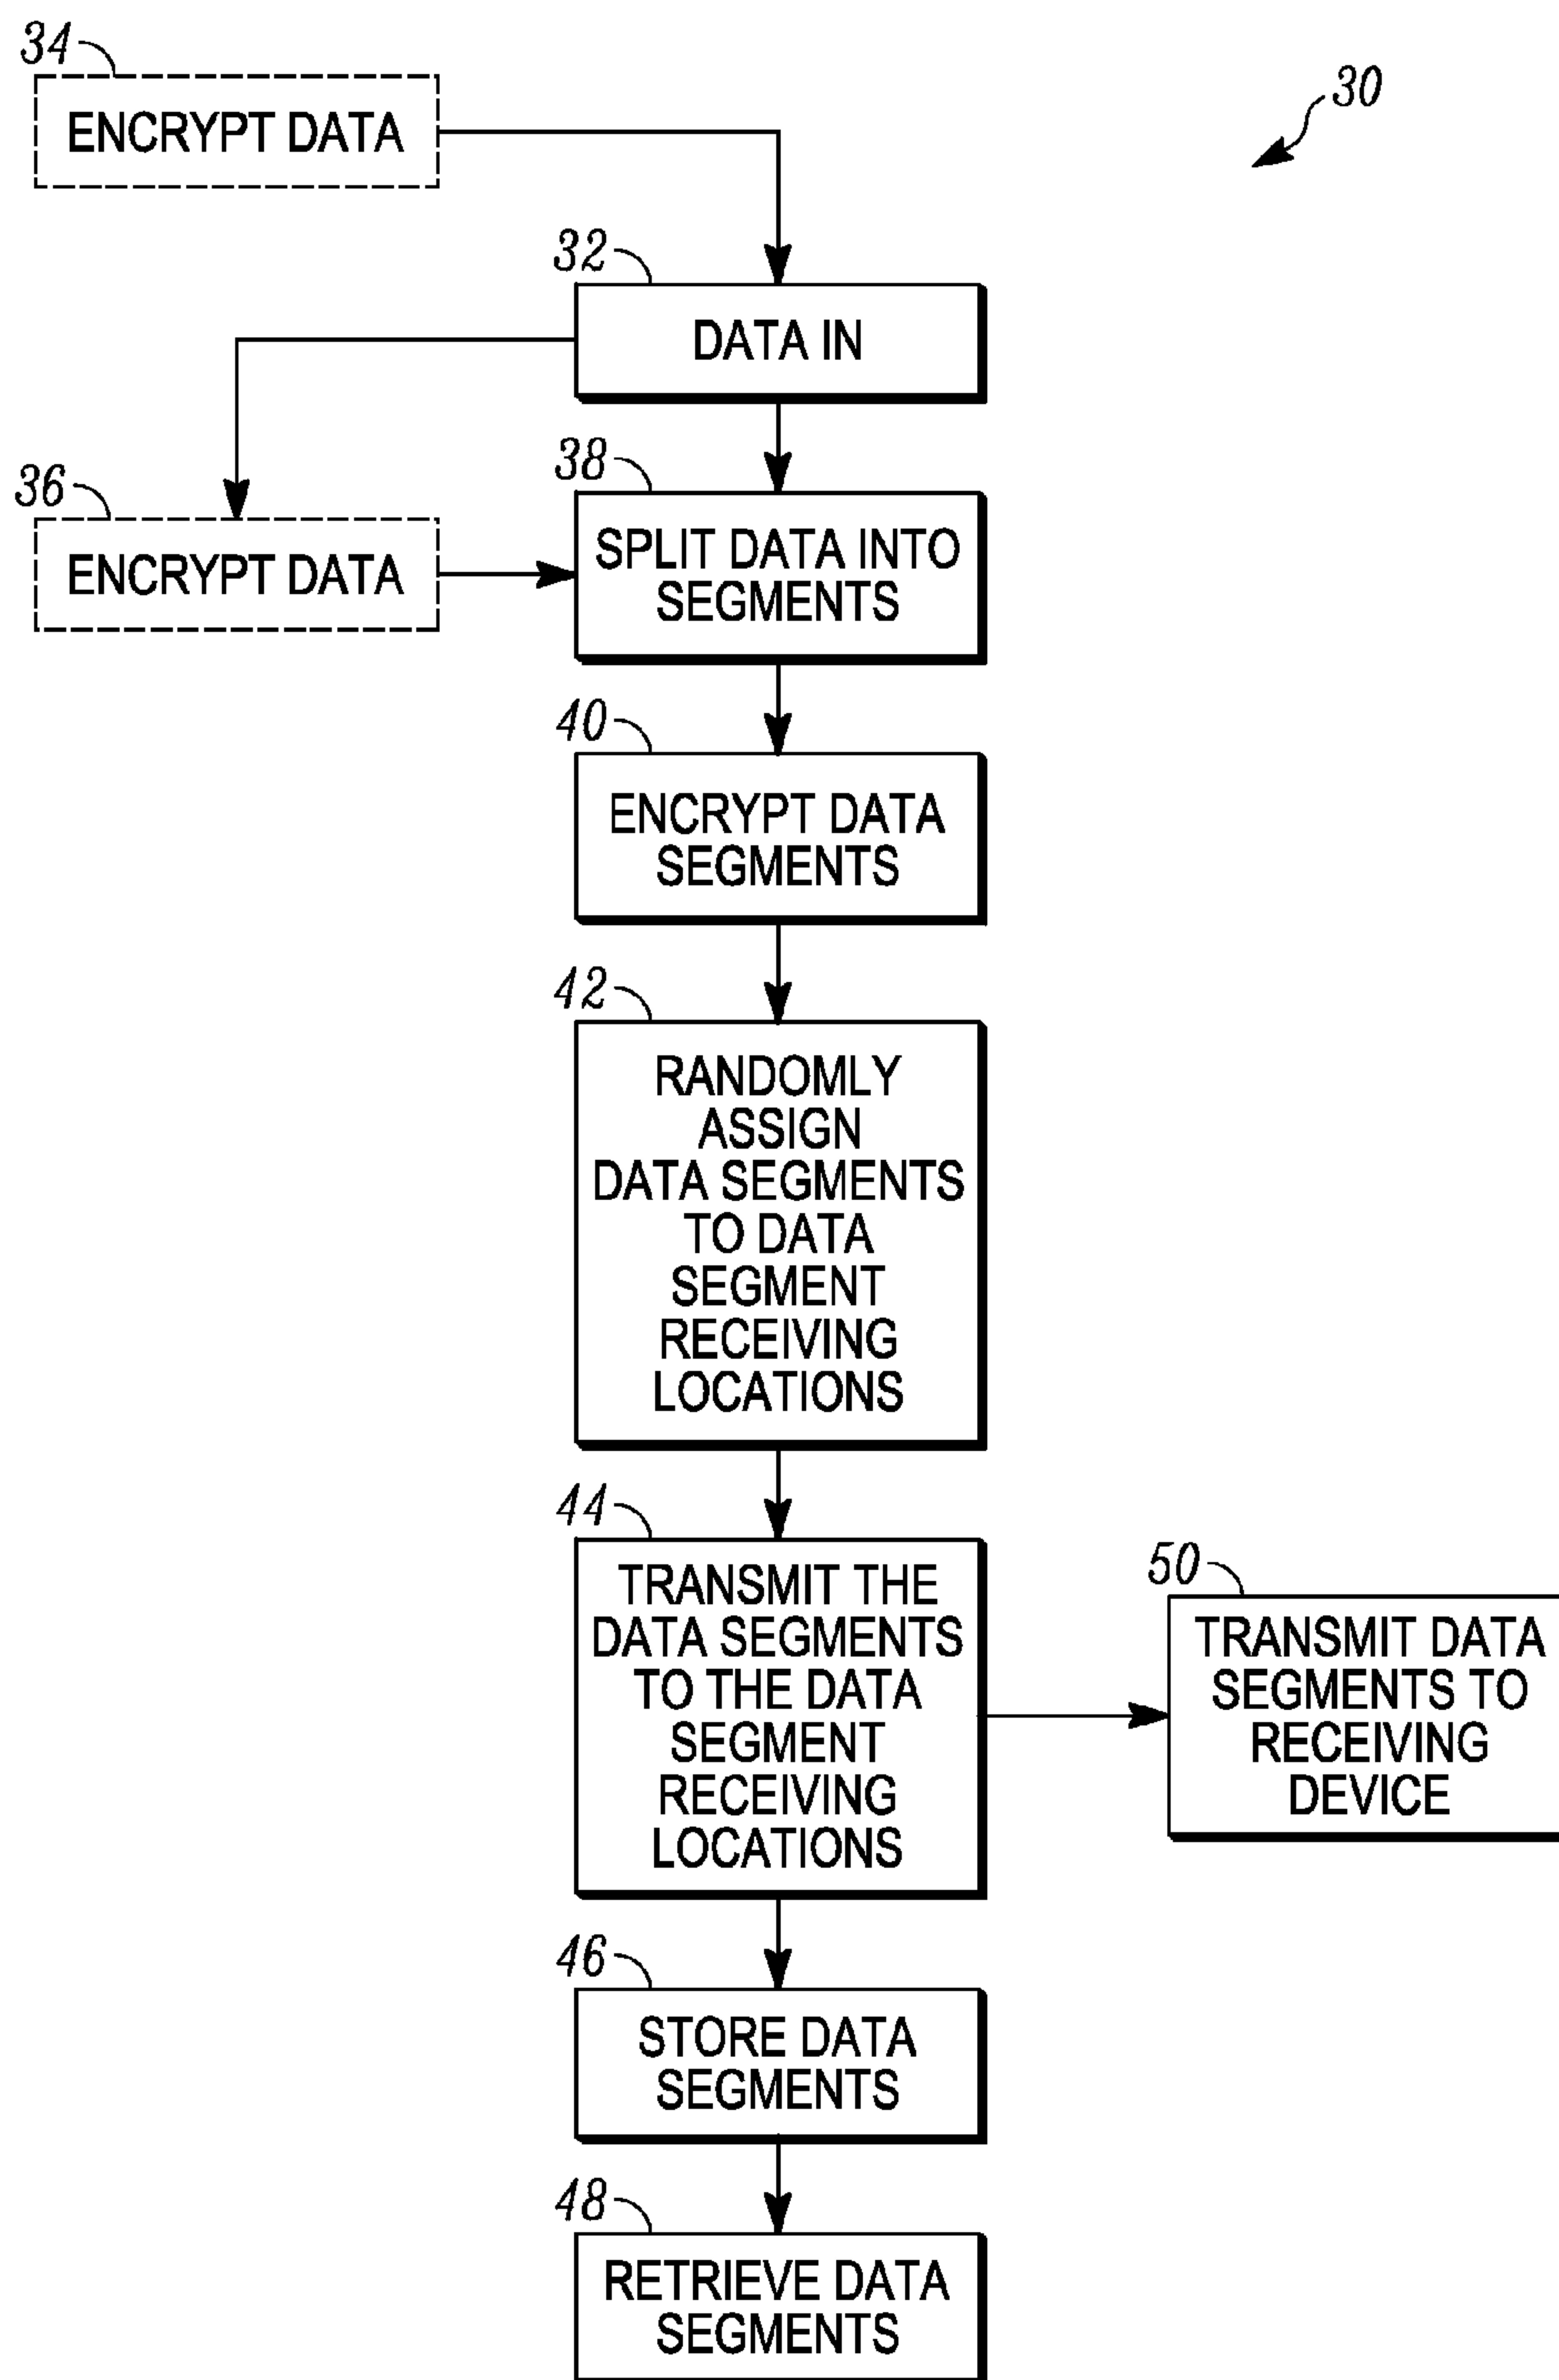 34
ENCRYPT DATA
30
32
DATA IN
36
ENCRYPT DATA
38
SPLIT DATA INTO
SEGMENTS
40
ENCRYPT DATA
SEGMENTS
42
RANDOMLY
ASSIGN
DATA SEGMENTS
TO DATA
SEGMENT
RECEIVING
LOCATIONS
44
TRANSMIT THE
DATA SEGMENTS
TO THE DATA
SEGMENT
RECEIVING
LOCATIONS
50
TRANSMIT DATA
SEGMENTS TO
RECEIVING
DEVICE
46
STORE DATA
SEGMENTS
48
RETRIEVE DATA
SEGMENTS